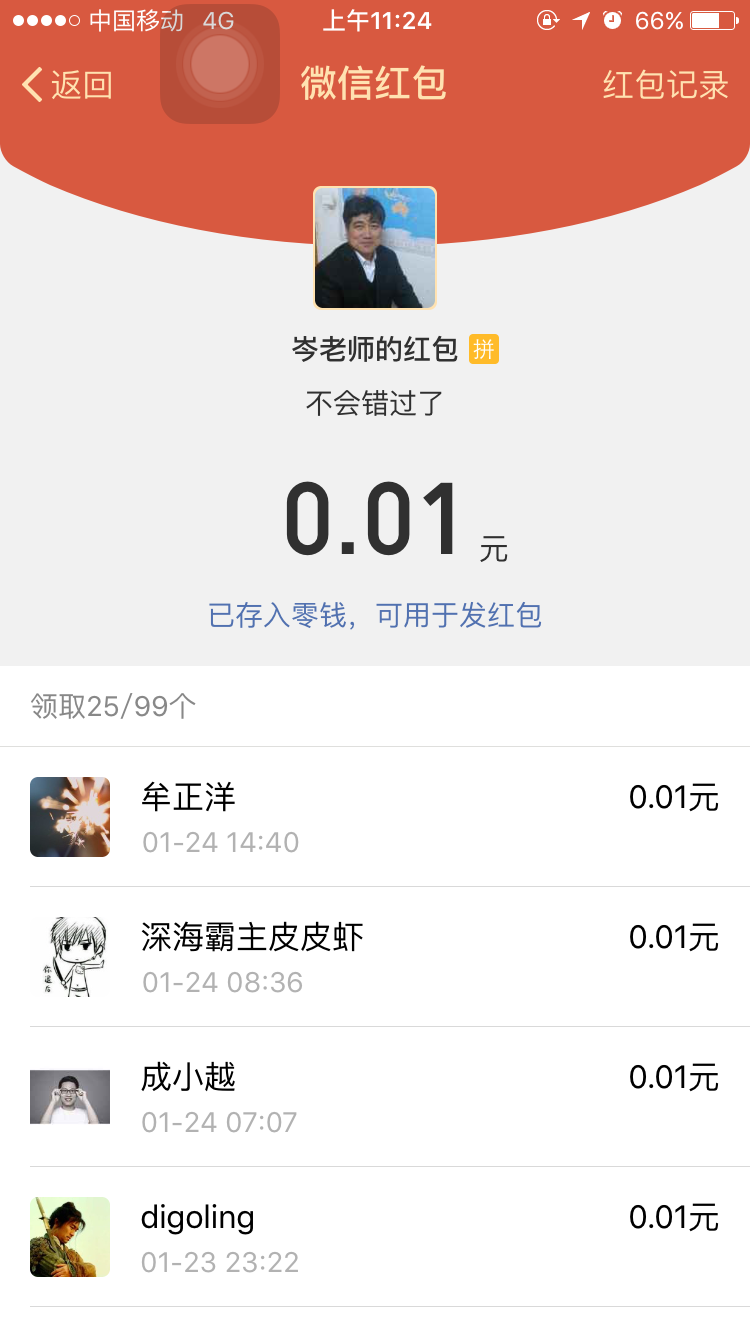 中国移动 4G 上午11:24 66%
返回 微信红包 红包记录
岑老师的红包 拼
不会错过了
0.01 元
已存入零钱，可用于发红包
领取25/99个
牟正洋 0.01元
01-24 14:40
深海霸主皮皮虾 0.01元
01-24 08:36
你退后
成小越 0.01元
01-24 07:07
digoling 0.01元
01-23 23:22